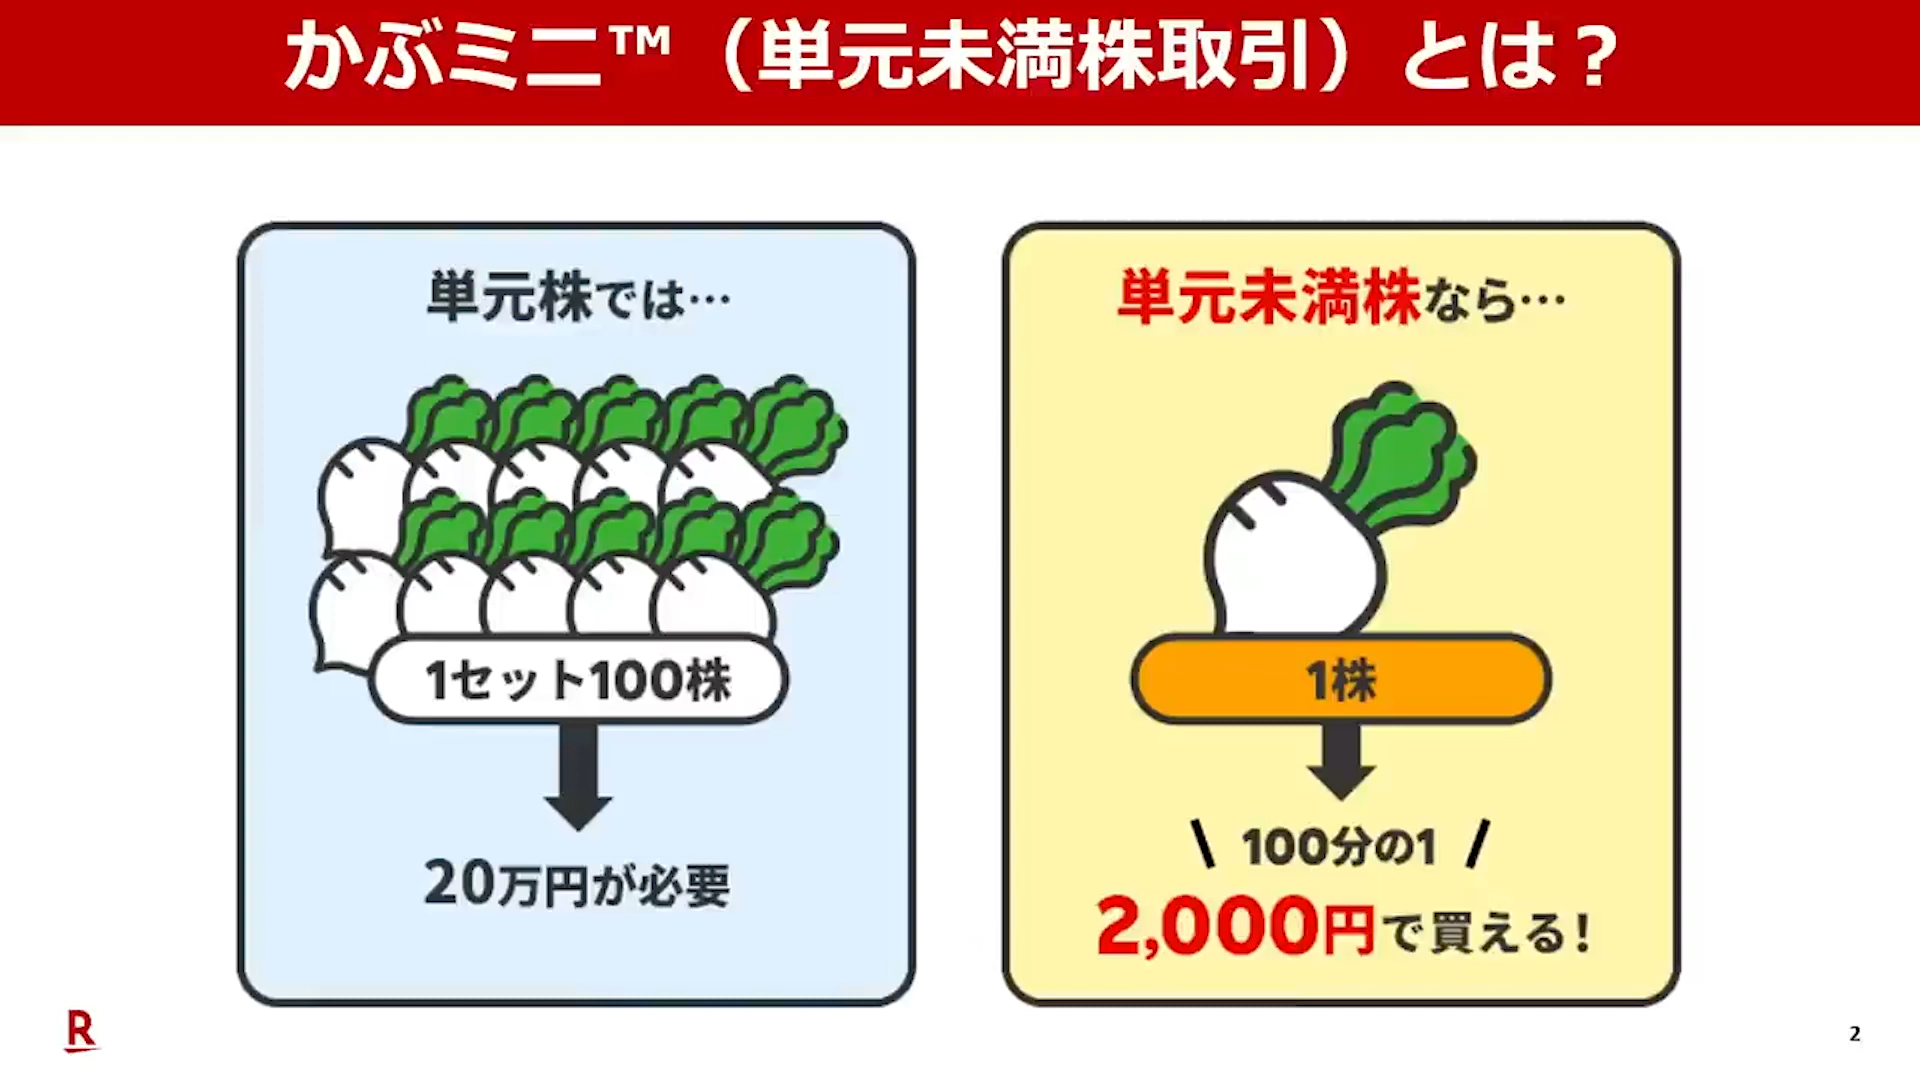 かぶミニ™（単元未満株取引）とは？
単元株では…
1セット100株
20万円が必要
単元未満株なら…
1株
\ 100分の1 /
2,000円で買える！
R
2